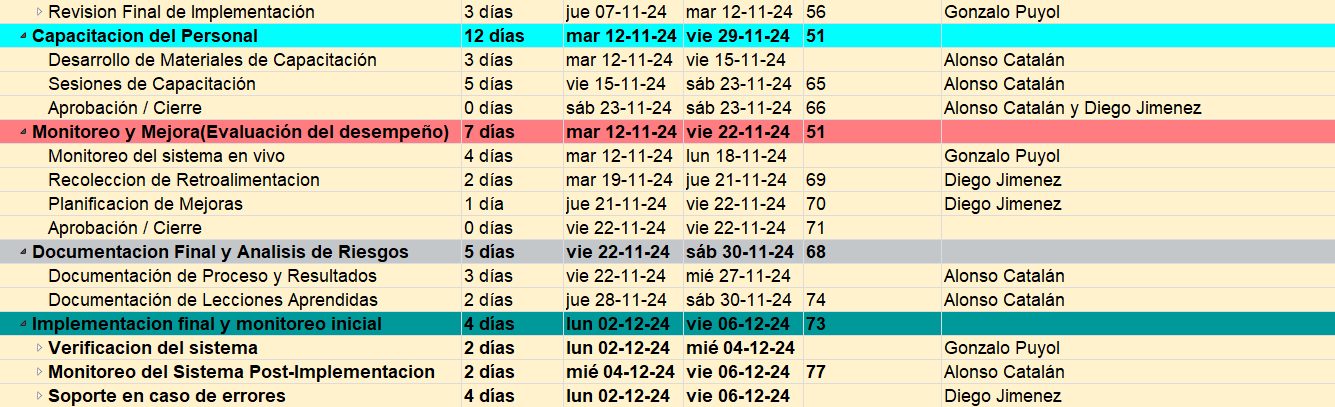 Revision Final de Implementación 3 días jue 07-11-24 mar 12-11-24 56 Gonzalo Puyol
Capacitacion del Personal 12 días mar 12-11-24 vie 29-11-24 51
Desarrollo de Materiales de Capacitación 3 días mar 12-11-24 vie 15-11-24 Alonso Catalán
Sesiones de Capacitación 5 días vie 15-11-24 sáb 23-11-24 65 Alonso Catalán
Aprobación / Cierre 0 días sáb 23-11-24 sáb 23-11-24 66 Alonso Catalán y Diego Jimenez
Monitoreo y Mejora(Evaluación del desempeño) 7 días mar 12-11-24 vie 22-11-24 51
Monitoreo del sistema en vivo 4 días mar 12-11-24 lun 18-11-24 Gonzalo Puyol
Recoleccion de Retroalimentacion 2 días mar 19-11-24 jue 21-11-24 69 Diego Jimenez
Planificacion de Mejoras 1 día jue 21-11-24 vie 22-11-24 70 Diego Jimenez
Aprobación / Cierre 0 días vie 22-11-24 vie 22-11-24 71
Documentacion Final y Analisis de Riesgos 5 días vie 22-11-24 sáb 30-11-24 68
Documentación de Proceso y Resultados 3 días vie 22-11-24 mié 27-11-24 Alonso Catalán
Documentación de Lecciones Aprendidas 2 días jue 28-11-24 sáb 30-11-24 74 Alonso Catalán
Implementacion final y monitoreo inicial 4 días lun 02-12-24 vie 06-12-24 73
Verificacion del sistema 2 días lun 02-12-24 mié 04-12-24 Gonzalo Puyol
Monitoreo del Sistema Post-Implementacion 2 días mié 04-12-24 vie 06-12-24 77 Alonso Catalán
Soporte en caso de errores 4 días lun 02-12-24 vie 06-12-24 Diego Jimenez